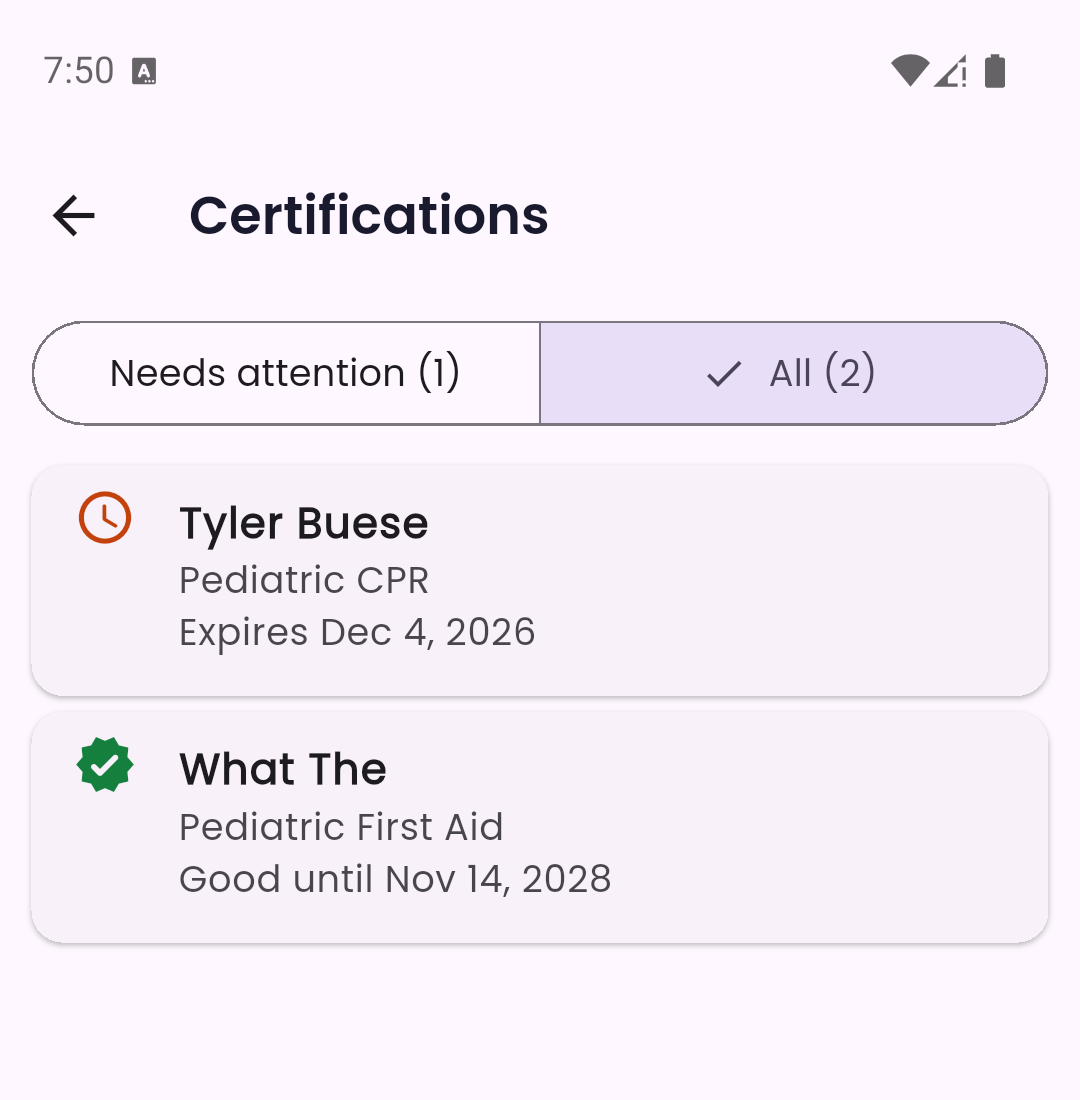 7:50 A
Certifications
Needs attention (1)
All (2)
Tyler Buese
Pediatric CPR
Expires Dec 4, 2026
What The
Pediatric First Aid
Good until Nov 14, 2028